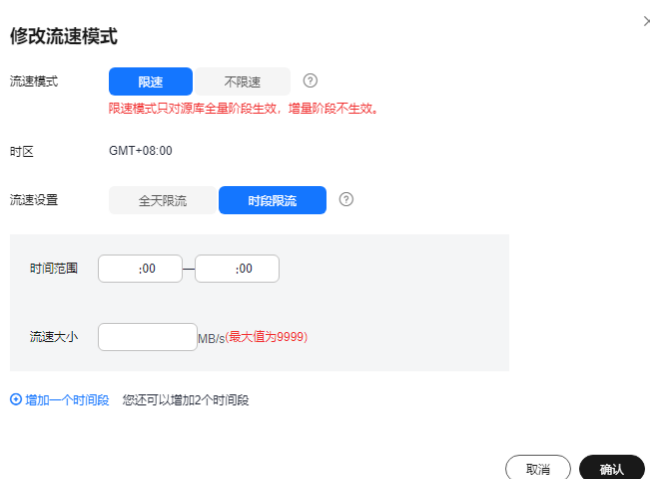 修改流速模式
流速模式 限速 不限速 ?
限速模式只对源库全量阶段生效，增量阶段不生效。
时区 GMT+08:00
流速设置 全天限流 时段限流 ?
时间范围 :00 — :00
流速大小 MB/s(最大值为9999)
增加一个时间段 您还可以增加2个时间段
取消 确认